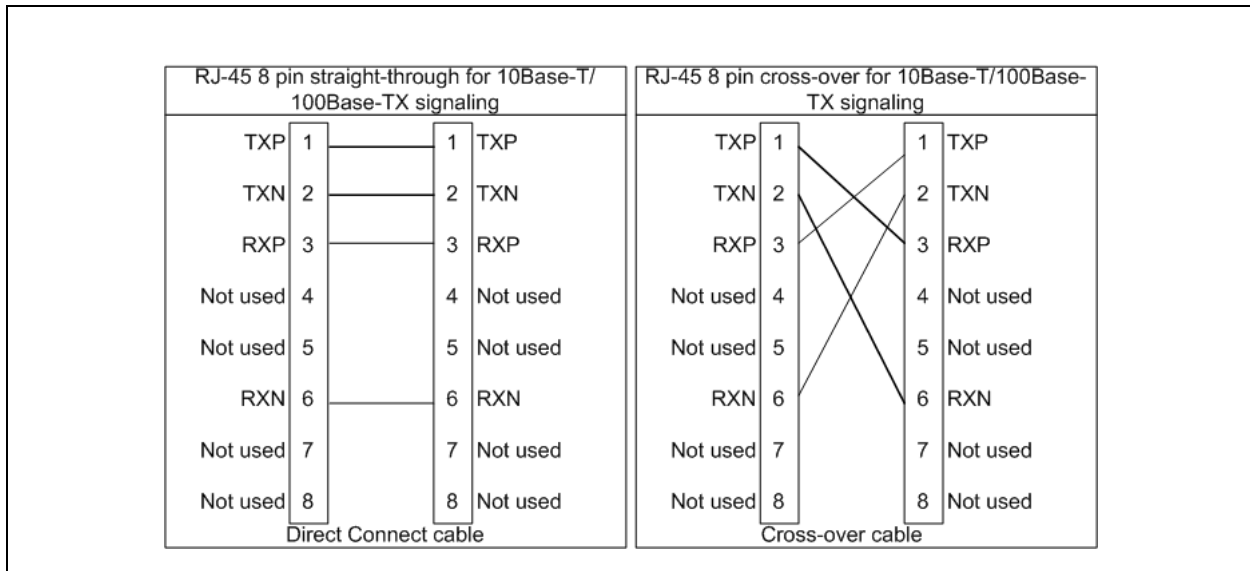 RJ-45 8 pin straight-through for 10Base-T/
100Base-TX signaling
TXP 1 1 TXP
TXN 2 2 TXN
RXP 3 3 RXP
Not used 4 4 Not used
Not used 5 5 Not used
RXN 6 6 RXN
Not used 7 7 Not used
Not used 8 8 Not used
Direct Connect cable
RJ-45 8 pin cross-over for 10Base-T/100Base-
TX signaling
TXP 1 1 TXP
TXN 2 2 TXN
RXP 3 3 RXP
Not used 4 4 Not used
Not used 5 5 Not used
RXN 6 6 RXN
Not used 7 7 Not used
Not used 8 8 Not used
Cross-over cable